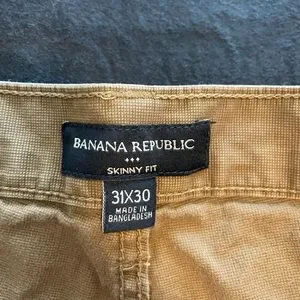 BANANA REPUBLIC
SKINNY FIT
31X30
MADE IN
BANGLADESH